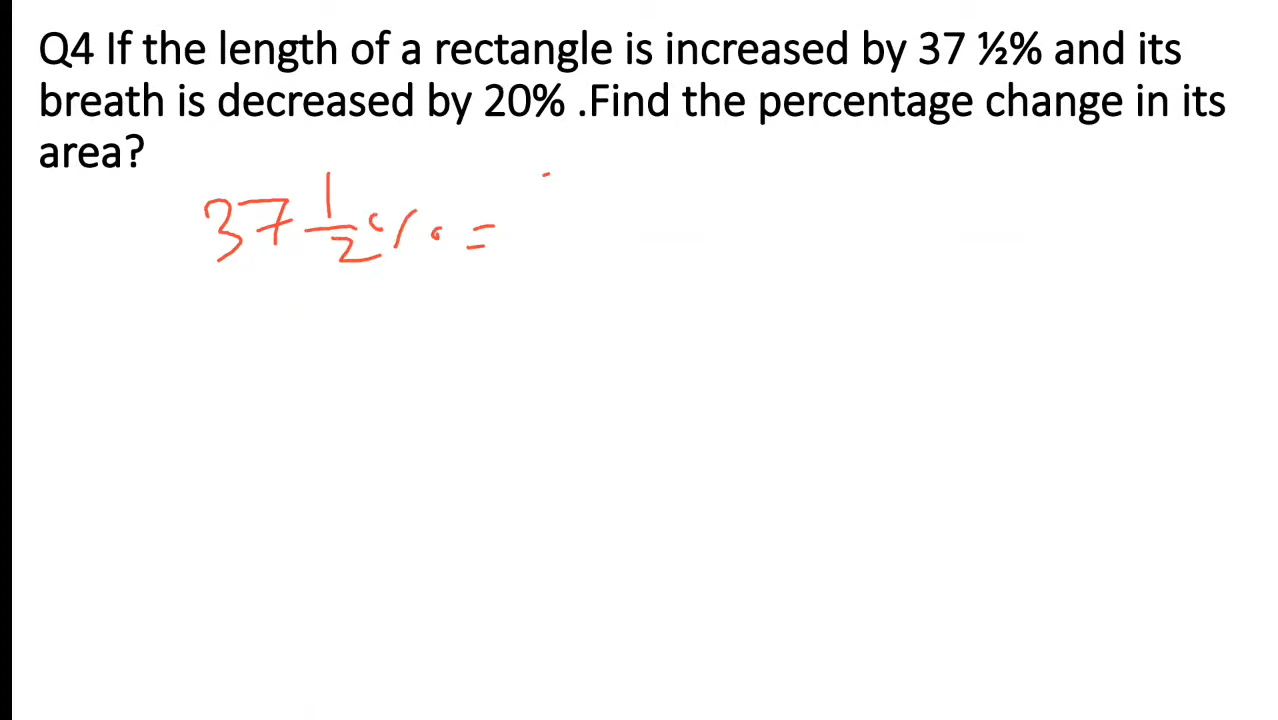 Q4 If the length of a rectangle is increased by 37 ½% and its
breath is decreased by 20% .Find the percentage change in its
area?
37 1/2 % =